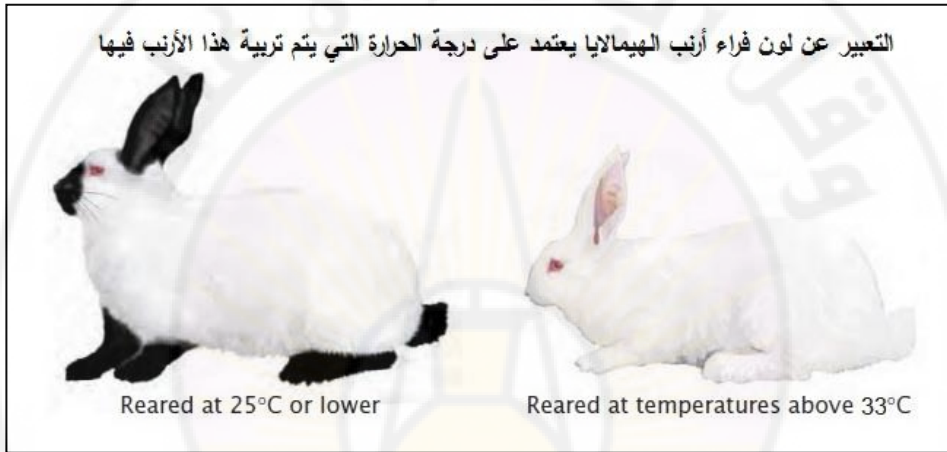 التعبير عن لون فراء أرنب الهيمالايا يعتمد على درجة الحرارة التي يتم تربية هذا الأرنب فيها
Reared at 25°C or lower
Reared at temperatures above 33°C